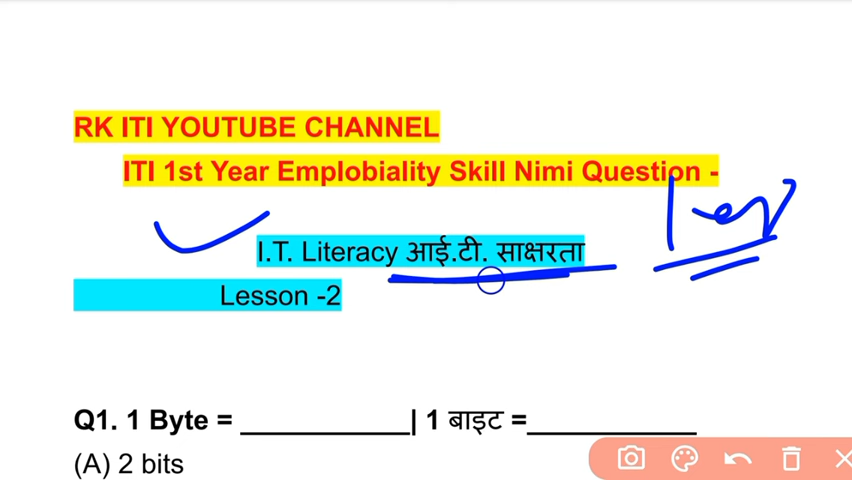 RK ITI YOUTUBE CHANNEL
ITI 1st Year Emplobiality Skill Nimi Question -
I.T. Literacy आई.टी. साक्षरता
Lesson -2
Q1. 1 Byte = ____________| 1 बाइट =____________
(A) 2 bits